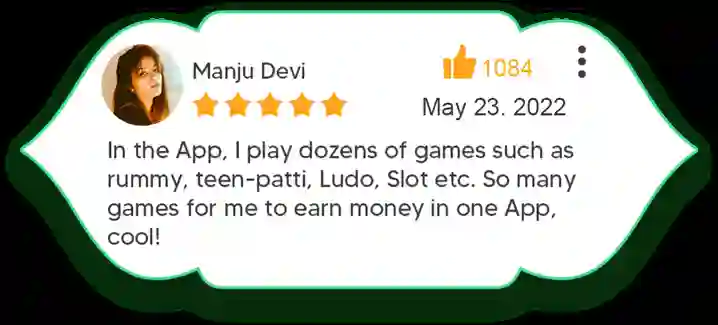 Manju Devi
1084
May 23. 2022
In the App, I play dozens of games such as
rummy, teen-patti, Ludo, Slot etc. So many
games for me to earn money in one App,
cool!